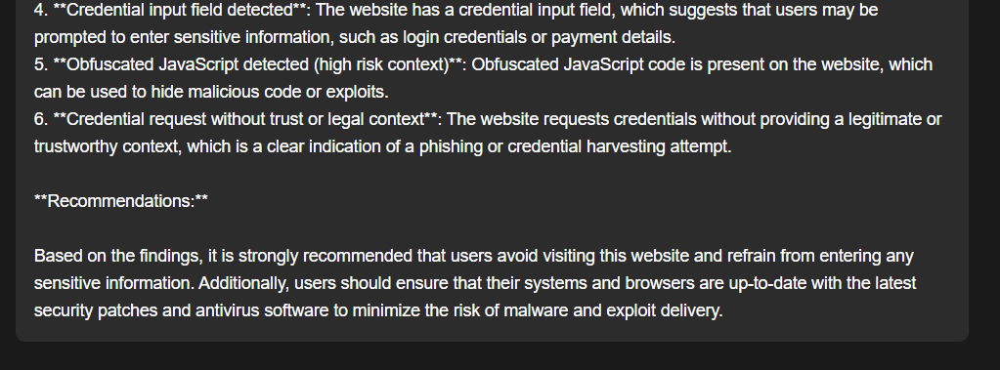 4. **Credential input field detected**: The website has a credential input field, which suggests that users may be
prompted to enter sensitive information, such as login credentials or payment details.
5. **Obfuscated JavaScript detected (high risk context)**: Obfuscated JavaScript code is present on the website, which
can be used to hide malicious code or exploits.
6. **Credential request without trust or legal context**: The website requests credentials without providing a legitimate or
trustworthy context, which is a clear indication of a phishing or credential harvesting attempt.
**Recommendations:**
Based on the findings, it is strongly recommended that users avoid visiting this website and refrain from entering any
sensitive information. Additionally, users should ensure that their systems and browsers are up-to-date with the latest
security patches and antivirus software to minimize the risk of malware and exploit delivery.